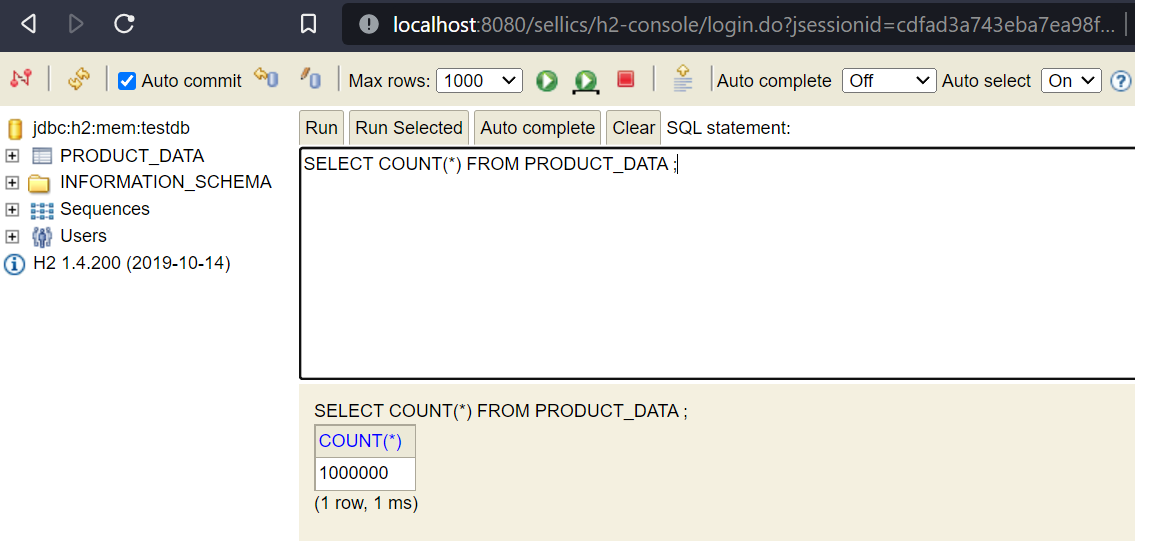 localhost:8080/sellics/h2-console/login.do?jsessionid=cdfad3a743eba7ea98f...
Auto commit Max rows: 1000 Auto complete Off Auto select On ?
jdbc:h2:mem:testdb Run Run Selected Auto complete Clear SQL statement:
PRODUCT_DATA
SELECT COUNT(*) FROM PRODUCT_DATA ;
INFORMATION_SCHEMA
Sequences
Users
H2 1.4.200 (2019-10-14)
SELECT COUNT(*) FROM PRODUCT_DATA ;
COUNT(*)
1000000
(1 row, 1 ms)